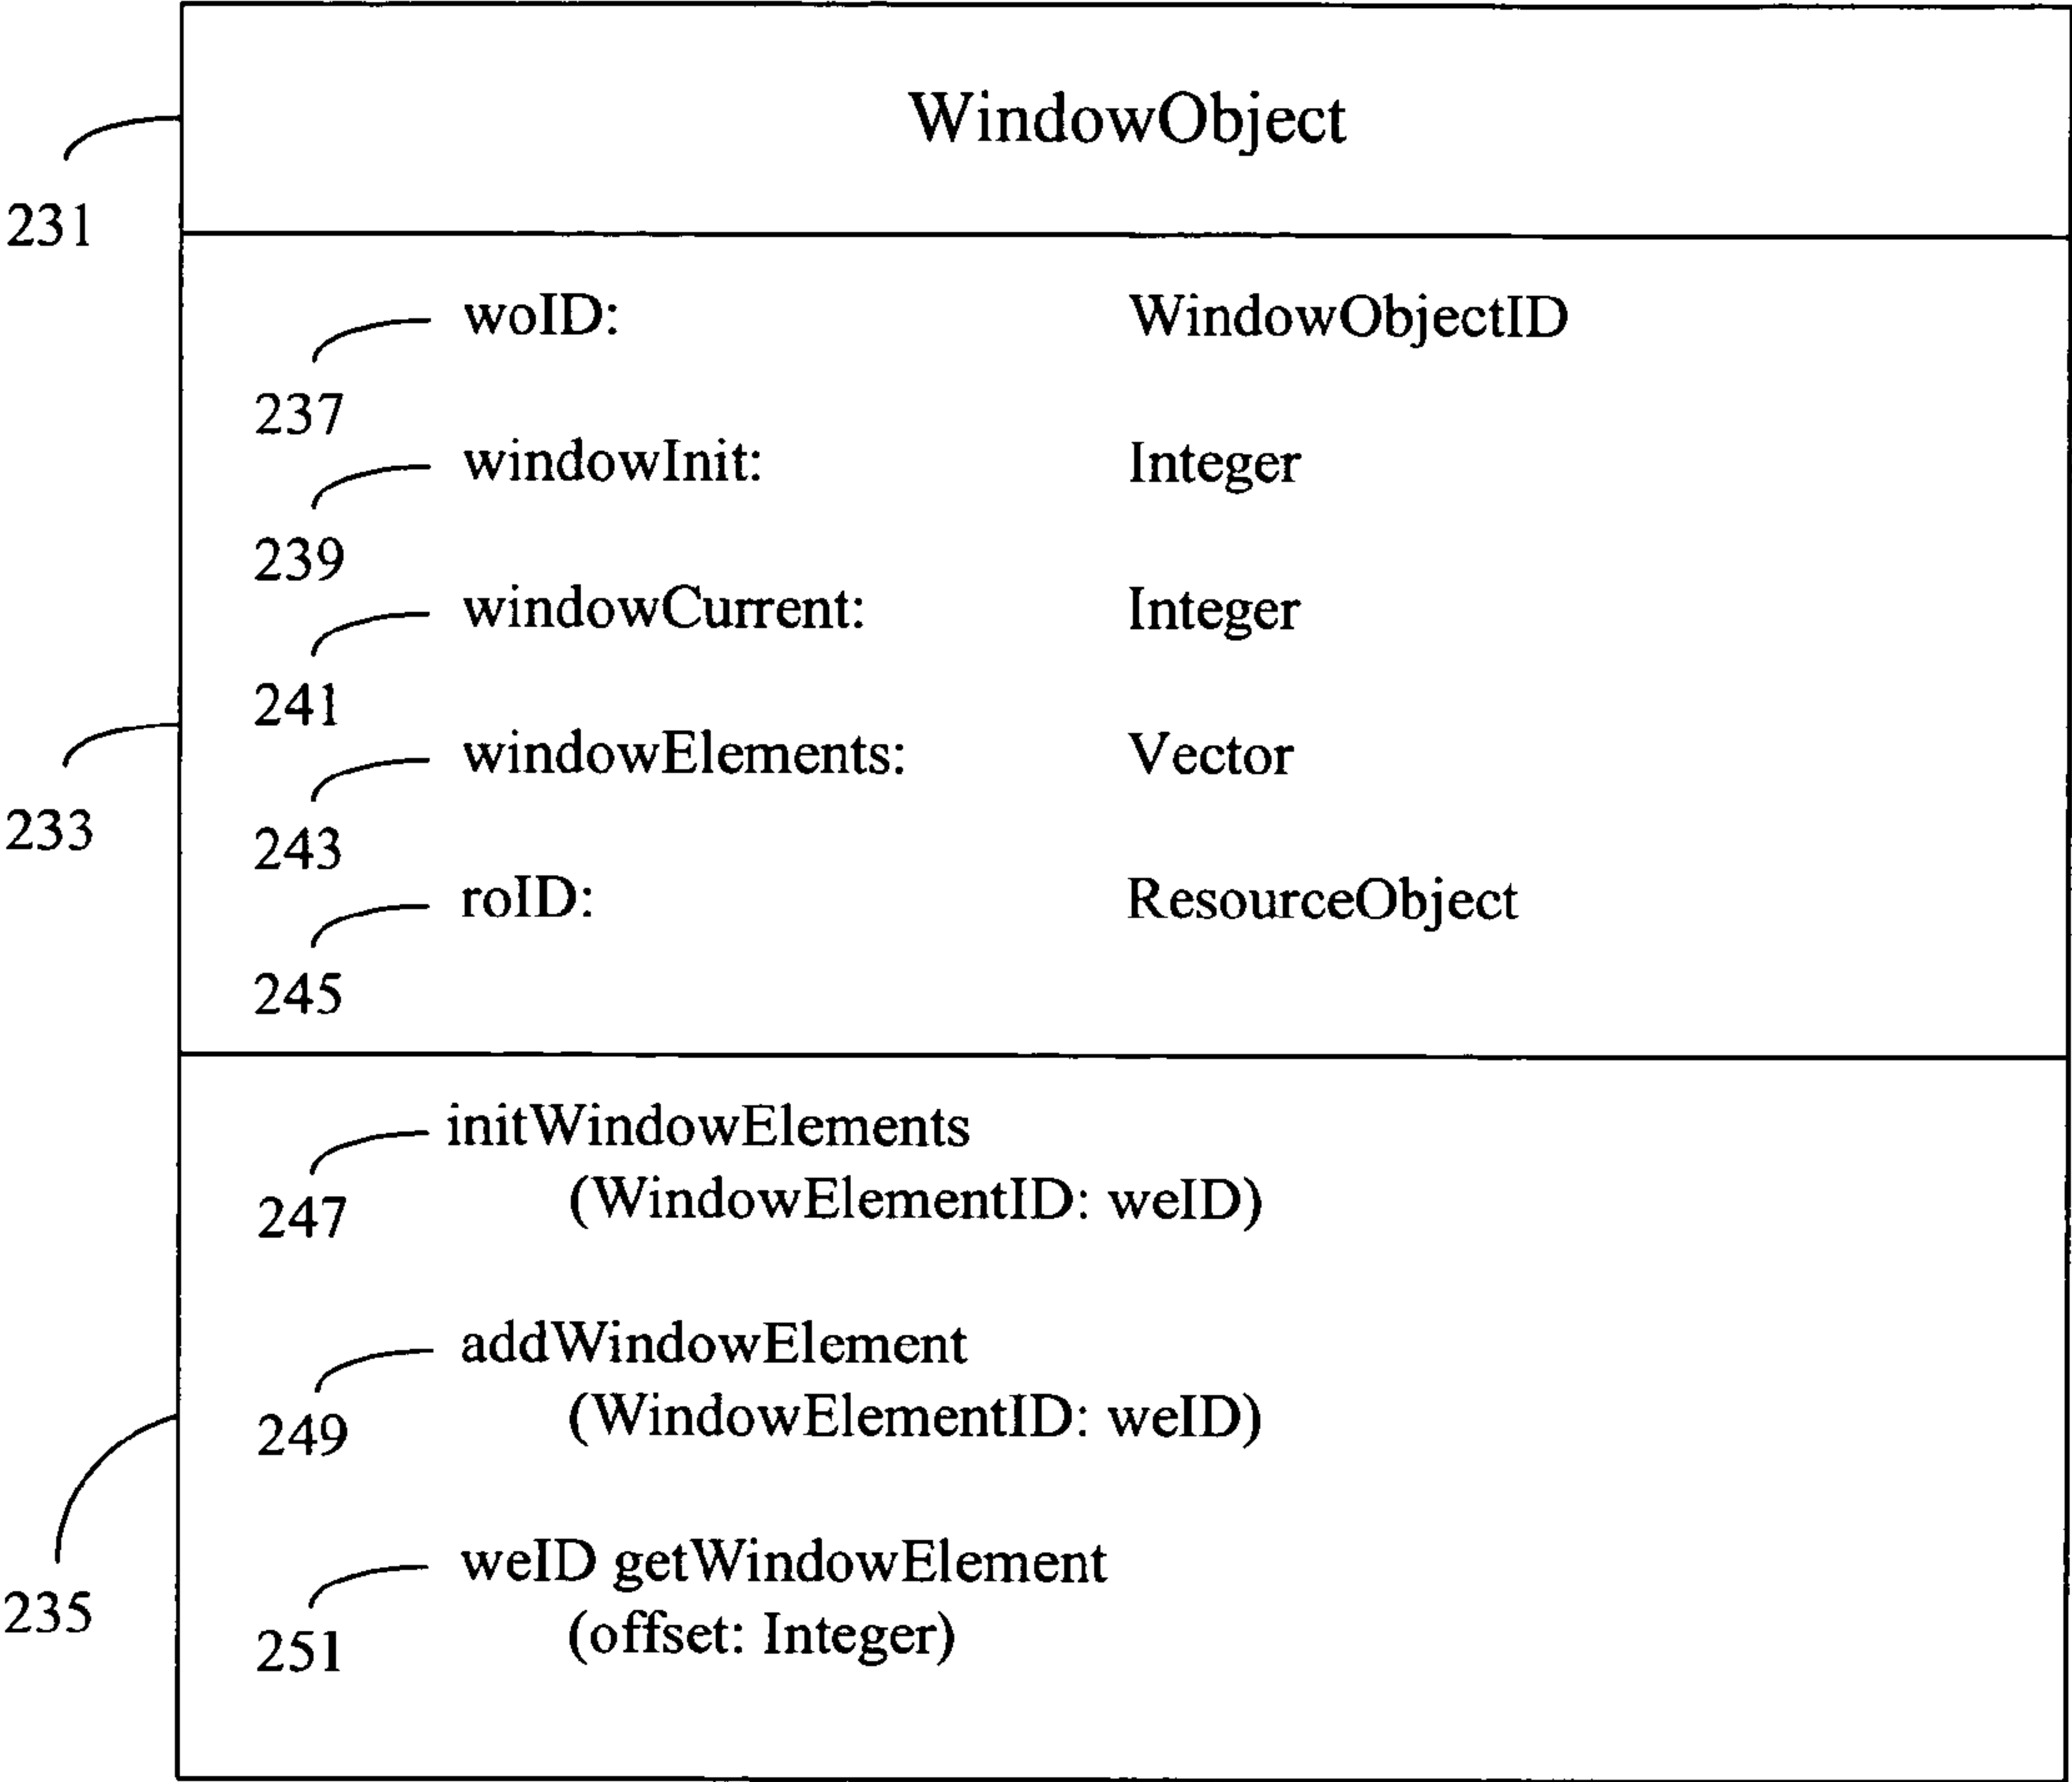 WindowObject
231
woID: WindowObjectID
237
windowInit: Integer
239
windowCurrent: Integer
241
windowElements: Vector
233
243
roID: ResourceObject
245
initWindowElements
(WindowElementID: weID)
247
addWindowElement
(WindowElementID: weID)
249
weID getWindowElement
235
(offset: Integer)
251